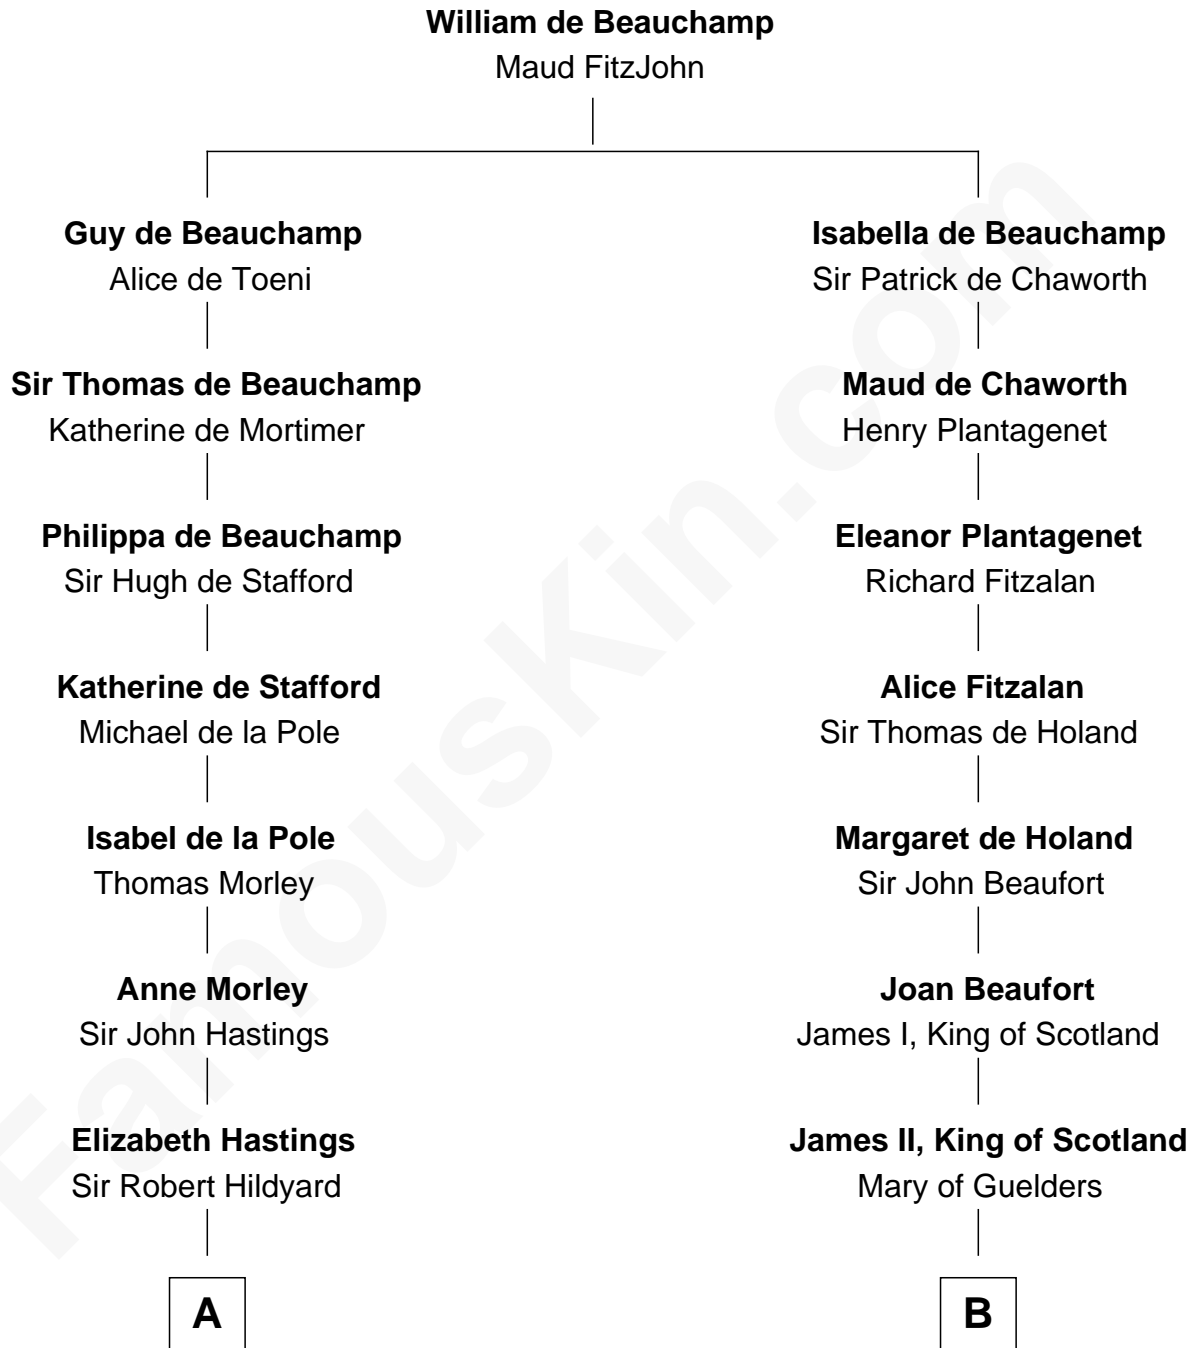 William de Beauchamp
Maud FitzJohn
Guy de Beauchamp
Alice de Toeni
Isabella de Beauchamp
Sir Patrick de Chaworth
Sir Thomas de Beauchamp
Katherine de Mortimer
Maud de Chaworth
Henry Plantagenet
Philippa de Beauchamp
Sir Hugh de Stafford
Eleanor Plantagenet
Richard Fitzalan
Katherine de Stafford
Michael de la Pole
Alice Fitzalan
Sir Thomas de Holand
Isabel de la Pole
Thomas Morley
Margaret de Holand
Sir John Beaufort
Anne Morley
Sir John Hastings
Joan Beaufort
James I, King of Scotland
Elizabeth Hastings
Sir Robert Hildyard
James II, King of Scotland
Mary of Guelders
A
B
FamousKin.com